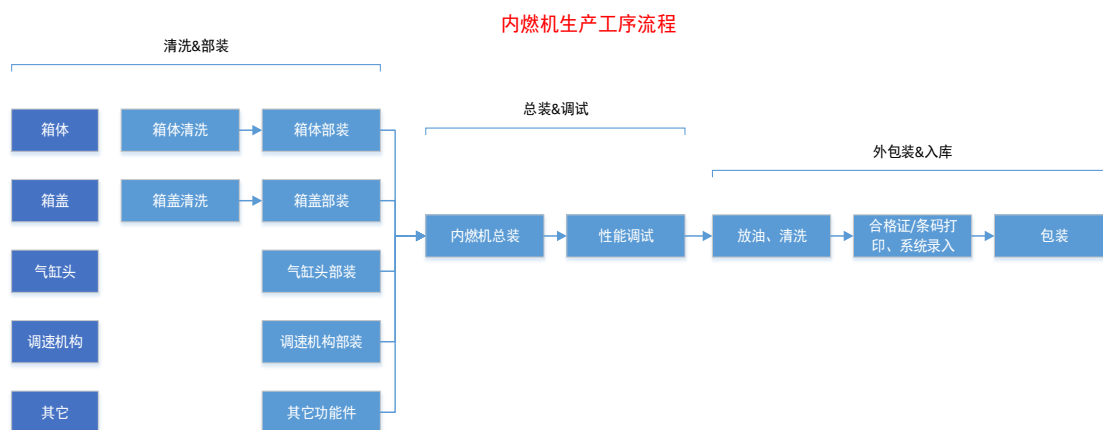 内燃机生产工序流程
清洗&部装
总装&调试
外包装&入库
箱体
箱体清洗
箱体部装
箱盖
箱盖清洗
箱盖部装
内燃机总装
性能调试
放油、清洗
合格证/条码打
印、系统录入
包装
气缸头
气缸头部装
调速机构
调速机构部装
其它
其它功能件